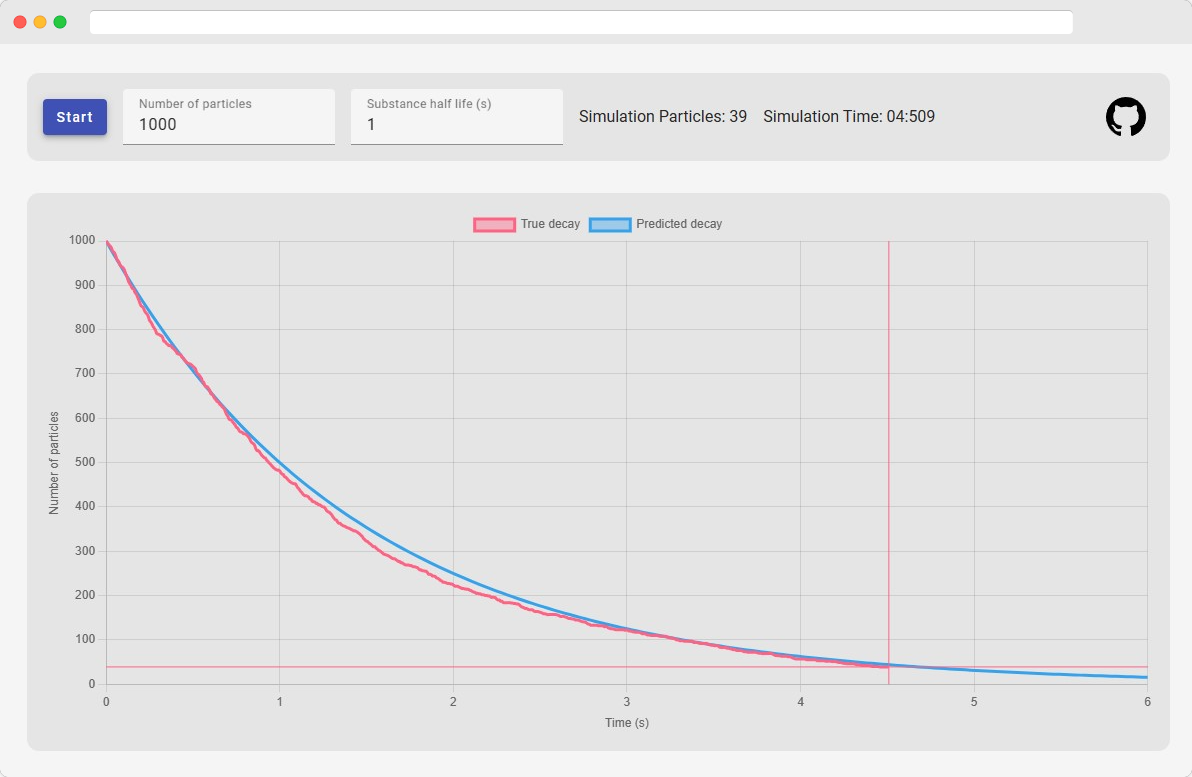 Start
Number of particles
1000
Substance half life (s)
1
Simulation Particles: 39
Simulation Time: 04:509
True decay
Predicted decay
1000
900
800
700
600
500
400
300
200
100
0
Number of particles
0 1 2 3 4 5 6
Time (s)